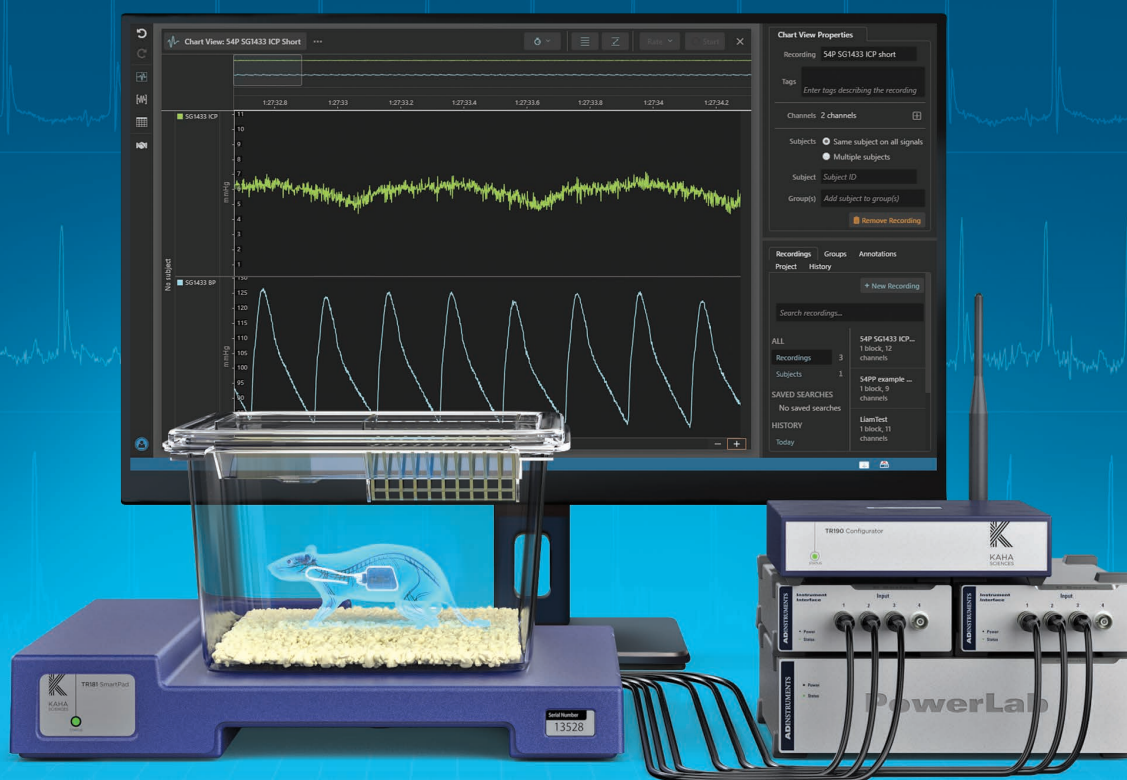 Chart View: 54P SG1433 ICP Short
Start
1:27:32.8
1:27:33
1:27:33.2
1:27:33.4
1:27:33.6
1:27:33.8
1:27:34
1:27:34.2
SG1433 ICP
11
10
9
8
7
5
4
3
2
1
mmHg
No subject
SG1433 BP
125
120
115
110
105
100
95
90
mmHg
Chart View Properties
Recording 54P SG1433 ICP short
Tags
Enter tags describing the recording
Channels 2 channels
Subjects Same subject on all signals
Multiple subjects
Subject Subject ID
Group(s) Add subject to group(s)
Remove Recording
Recordings Groups Annotations
Project History
+ New Recording
Search recordings...
ALL
Recordings 3
Subjects 1
SAVED SEARCHES
No saved searches
HISTORY
Today
54P SG1433 ICP...
1 block, 12
channels
54PP example ...
1 block, 9
channels
LiamTest
1 block, 11
channels
TR190 Configurator
STATUS
KAHA
SCIENCES
ADINSTRUMENTS
Instrument
Interface
Input
1 2 3 4
Power
Status
ADINSTRUMENTS
Instrument
Interface
Input
1 2 3 4
Power
Status
ADINSTRUMENTS
Power
Status
PowerLab
KAHA
SCIENCES
TR181 SmartPad
STATUS
Serial Number
13528